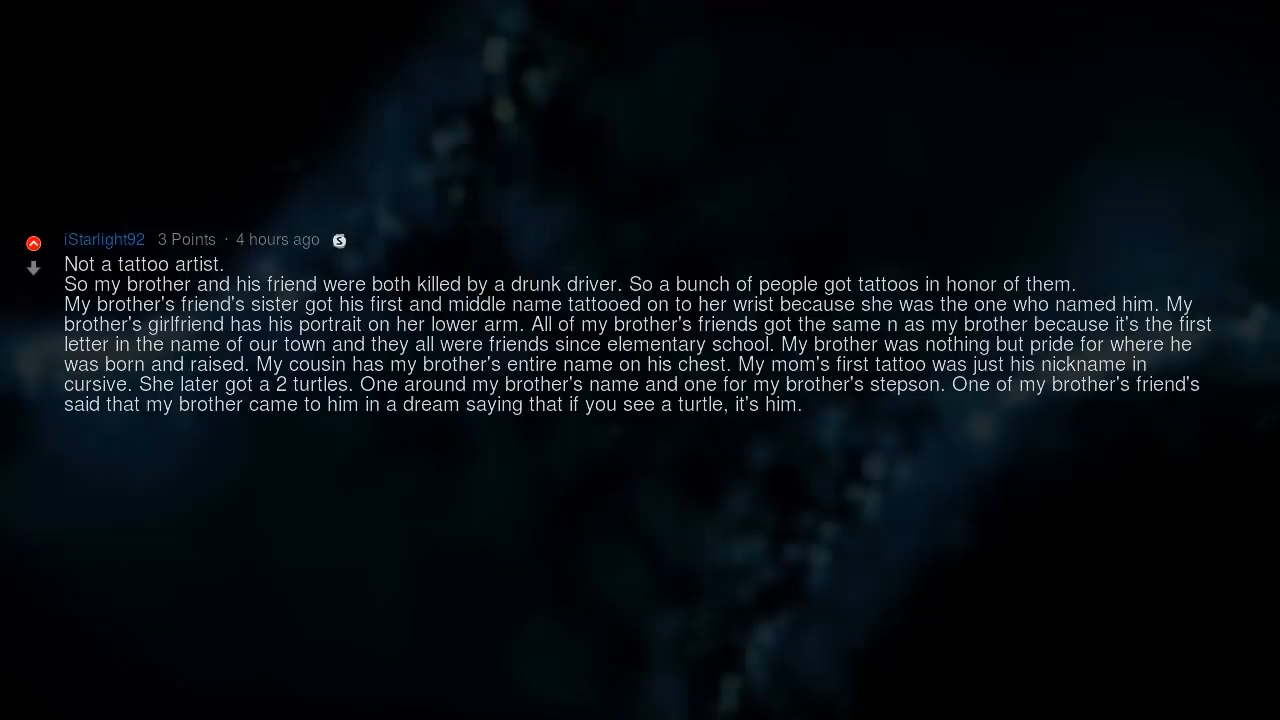 iStarlight92 3 Points · 4 hours ago S
Not a tattoo artist.
So my brother and his friend were both killed by a drunk driver. So a bunch of people got tattoos in honor of them.
My brother's friend's sister got his first and middle name tattooed on to her wrist because she was the one who named him. My
brother's girlfriend has his portrait on her lower arm. All of my brother's friends got the same n as my brother because it's the first
letter in the name of our town and they all were friends since elementary school. My brother was nothing but pride for where he
was born and raised. My cousin has my brother's entire name on his chest. My mom's first tattoo was just his nickname in
cursive. She later got a 2 turtles. One around my brother's name and one for my brother's stepson. One of my brother's friend's
said that my brother came to him in a dream saying that if you see a turtle, it's him.